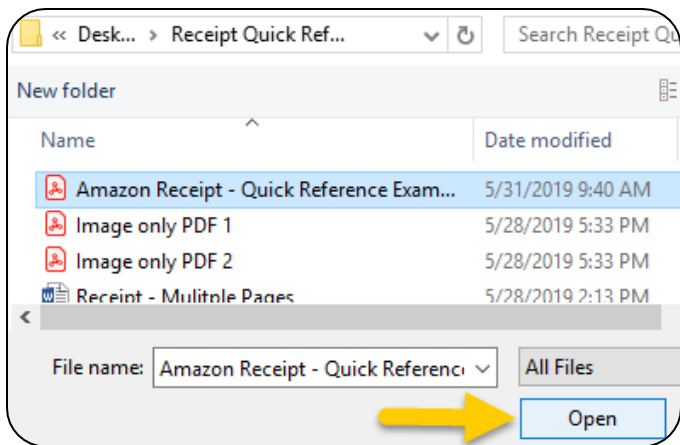 « Desk... › Receipt Quick Ref...
Search Receipt
New folder
Name Date modified
Amazon Receipt - Quick Reference Exam... 5/31/2019 9:40 AM
Image only PDF 1 5/28/2019 5:33 PM
Image only PDF 2 5/28/2019 5:33 PM
Receipt - Mulitple Pages 5/28/2019 2:13 PM
File name: Amazon Receipt - Quick Referenc All Files
Open